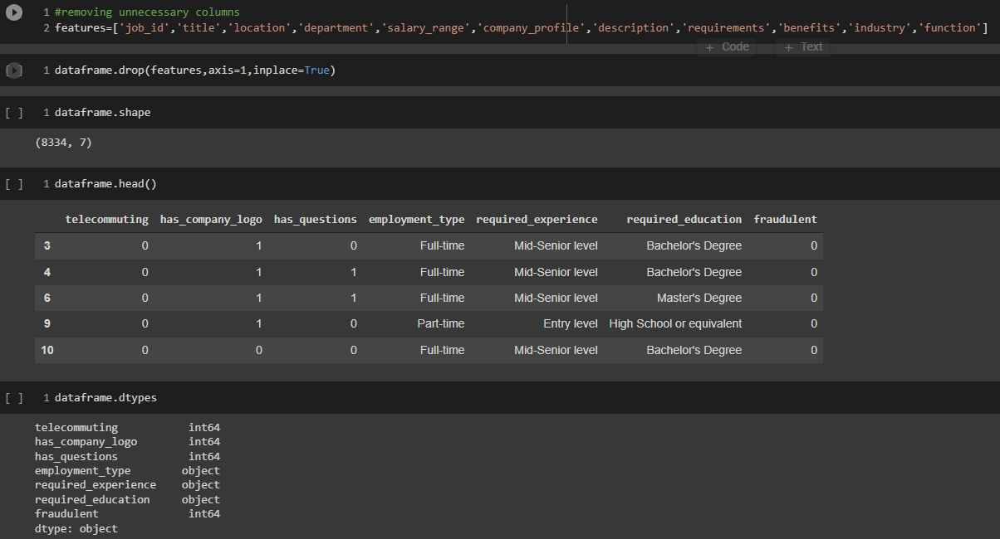 1 #removing unnecessary columns
2 features=['job_id','title','location','department','salary_range','company_profile','description','requirements','benefits','industry','function']
+ Code + Text
1 dataframe.drop(features,axis=1,inplace=True)
[ ] 1 dataframe.shape
(8334, 7)
[ ] 1 dataframe.head()
telecommuting has_company_logo has_questions employment_type required_experience required_education fraudulent
3 0 1 0 Full-time Mid-Senior level Bachelor's Degree 0
4 0 1 1 Full-time Mid-Senior level Bachelor's Degree 0
6 0 1 1 Full-time Mid-Senior level Master's Degree 0
9 0 1 0 Part-time Entry level High School or equivalent 0
10 0 0 0 Full-time Mid-Senior level Bachelor's Degree 0
[ ] 1 dataframe.dtypes
telecommuting int64
has_company_logo int64
has_questions int64
employment_type object
required_experience object
required_education object
fraudulent int64
dtype: object